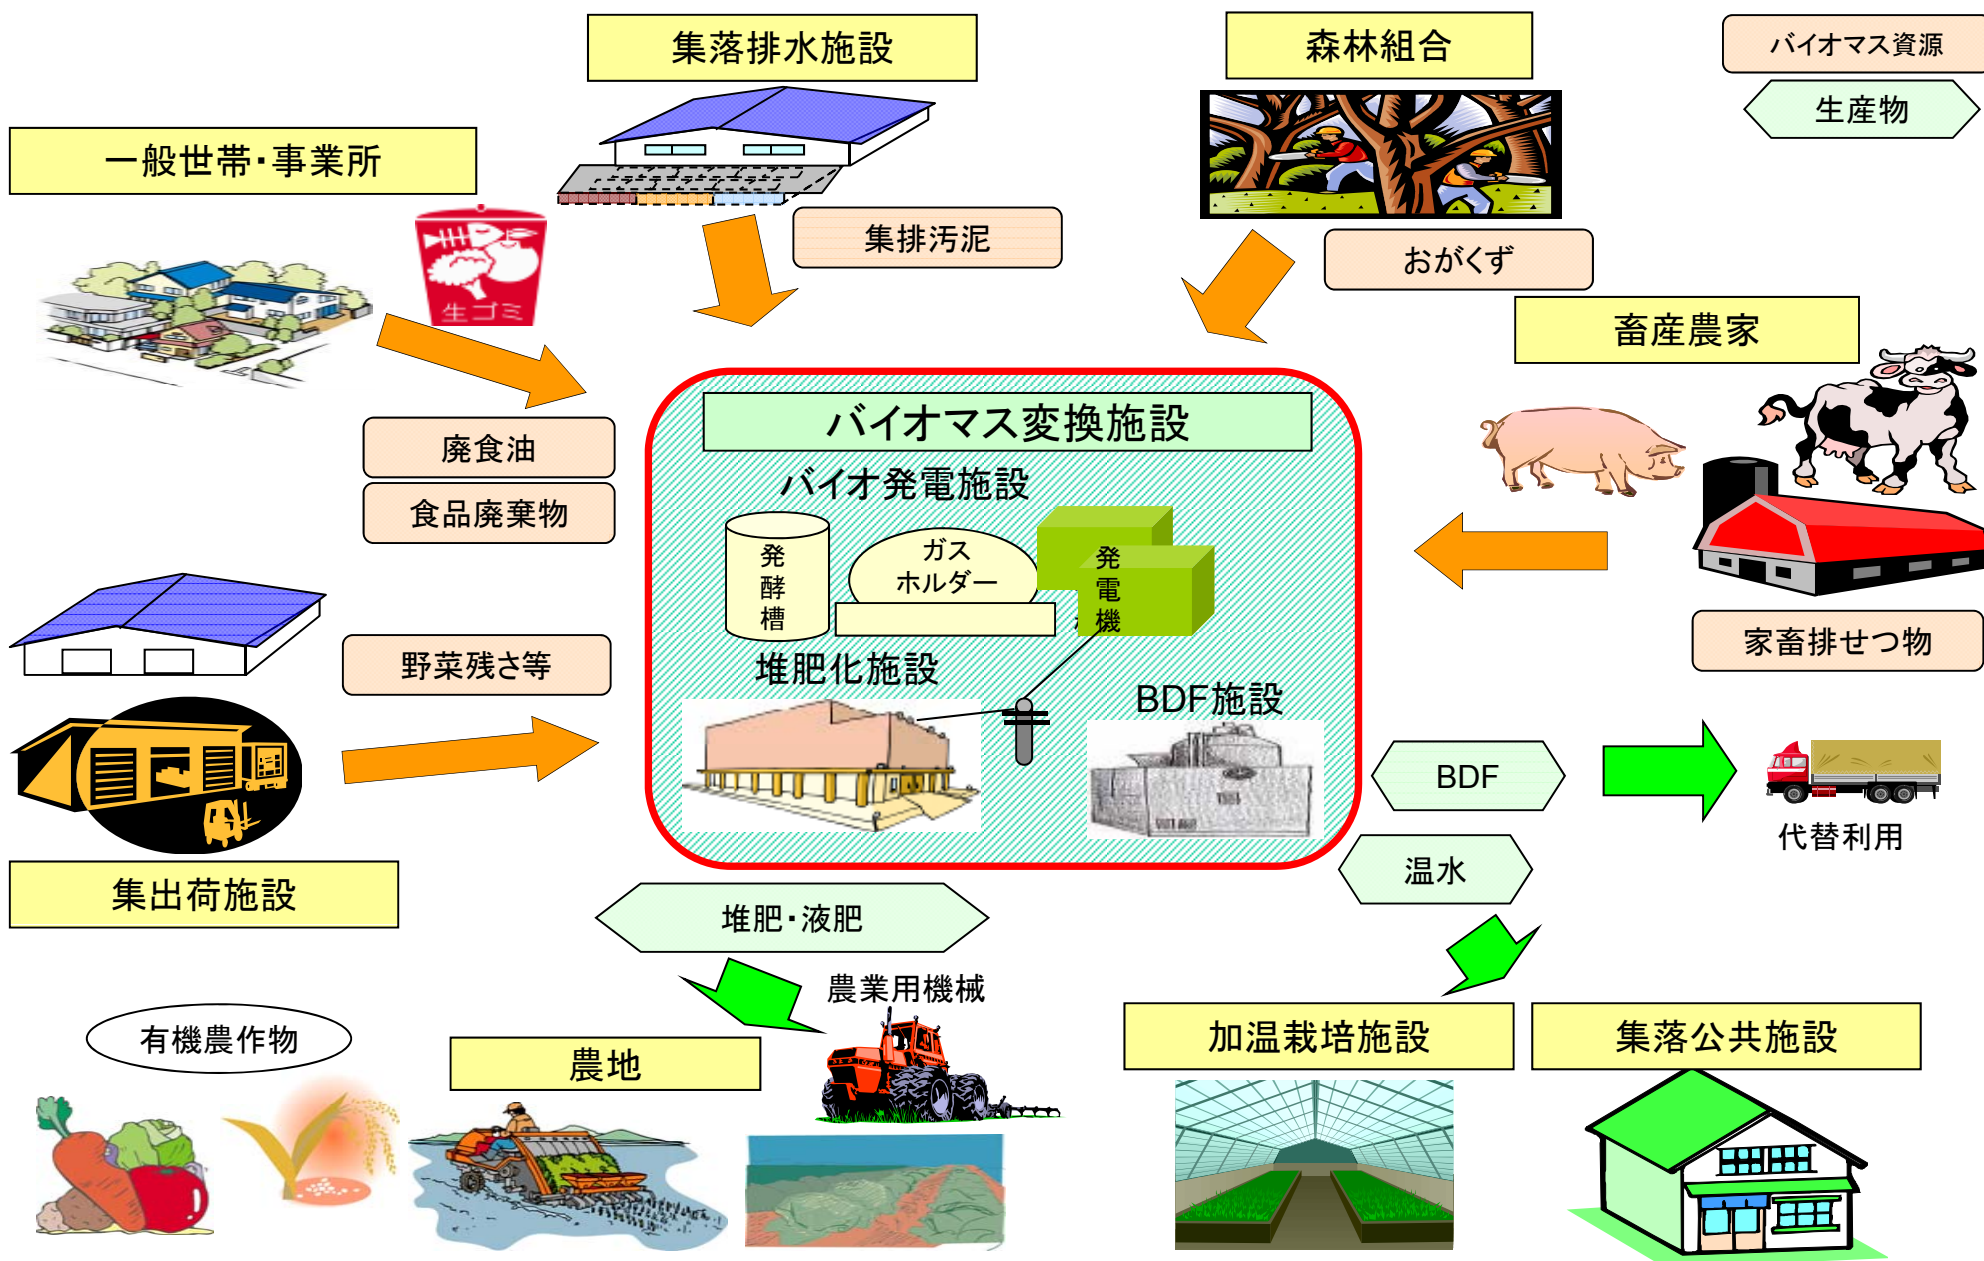 集落排水施設
森林組合
バイオマス資源
生産物
一般世帯・事業所
生ゴミ
集排汚泥
おがくず
畜産農家
廃食油
食品廃棄物
バイオマス変換施設
バイオ発電施設
発酵槽
ガス
ホルダー
発電機
家畜排せつ物
野菜残さ等
堆肥化施設
BDF施設
BDF
代替利用
温水
集出荷施設
堆肥・液肥
農業用機械
有機農作物
農地
加温栽培施設
集落公共施設